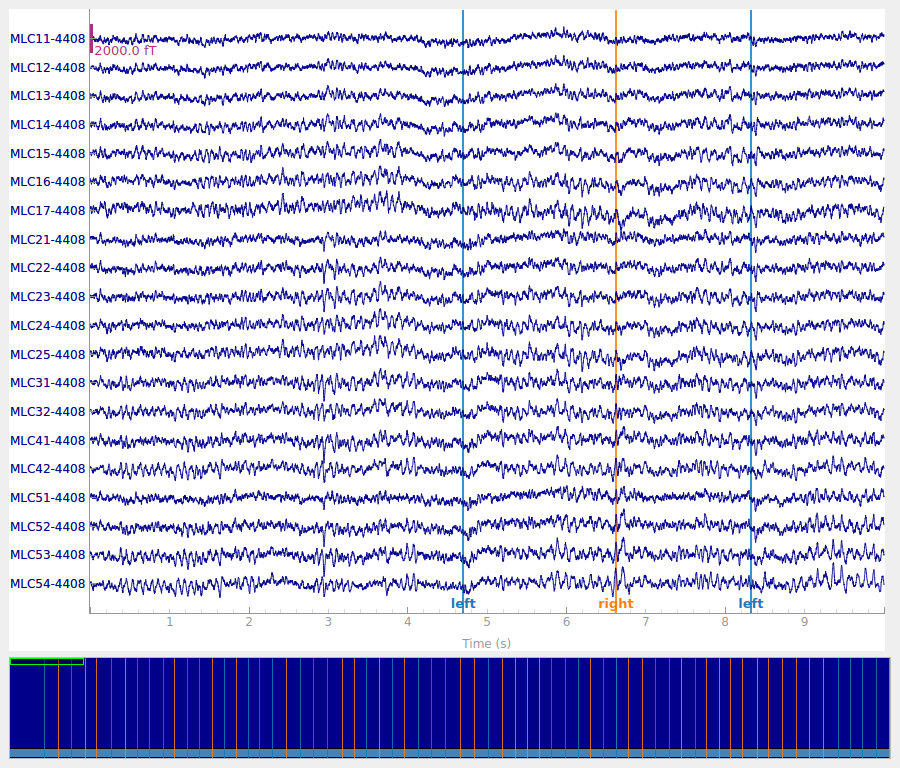 MLC11-4408
2000.0 fT
MLC12-4408
MLC13-4408
MLC14-4408
MLC15-4408
MLC16-4408
MLC17-4408
MLC21-4408
MLC22-4408
MLC23-4408
MLC24-4408
MLC25-4408
MLC31-4408
MLC32-4408
MLC41-4408
MLC42-4408
MLC51-4408
MLC52-4408
MLC53-4408
MLC54-4408
left right left
1 2 3 4 5 6 7 8 9
Time (s)